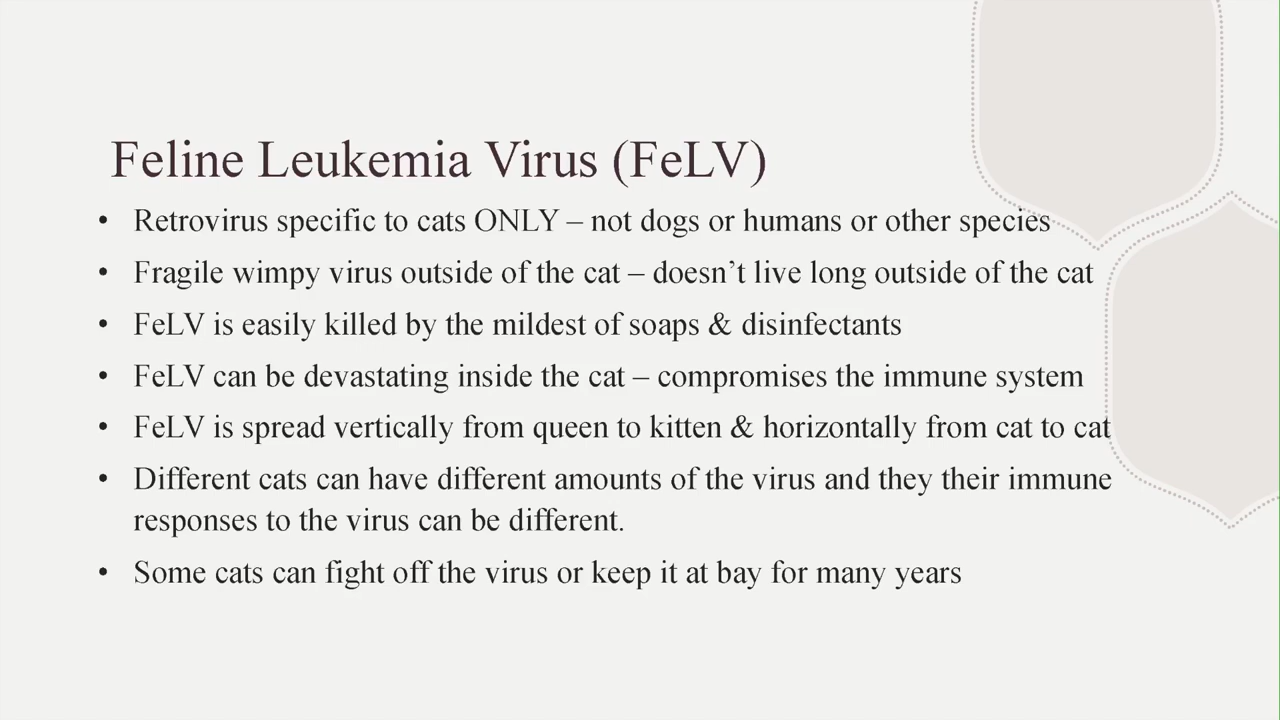 Feline Leukemia Virus (FeLV)
• Retrovirus specific to cats ONLY – not dogs or humans or other species
• Fragile wimpy virus outside of the cat – doesn’t live long outside of the cat
• FeLV is easily killed by the mildest of soaps & disinfectants
• FeLV can be devastating inside the cat – compromises the immune system
• FeLV is spread vertically from queen to kitten & horizontally from cat to cat
• Different cats can have different amounts of the virus and they their immune
responses to the virus can be different.
• Some cats can fight off the virus or keep it at bay for many years